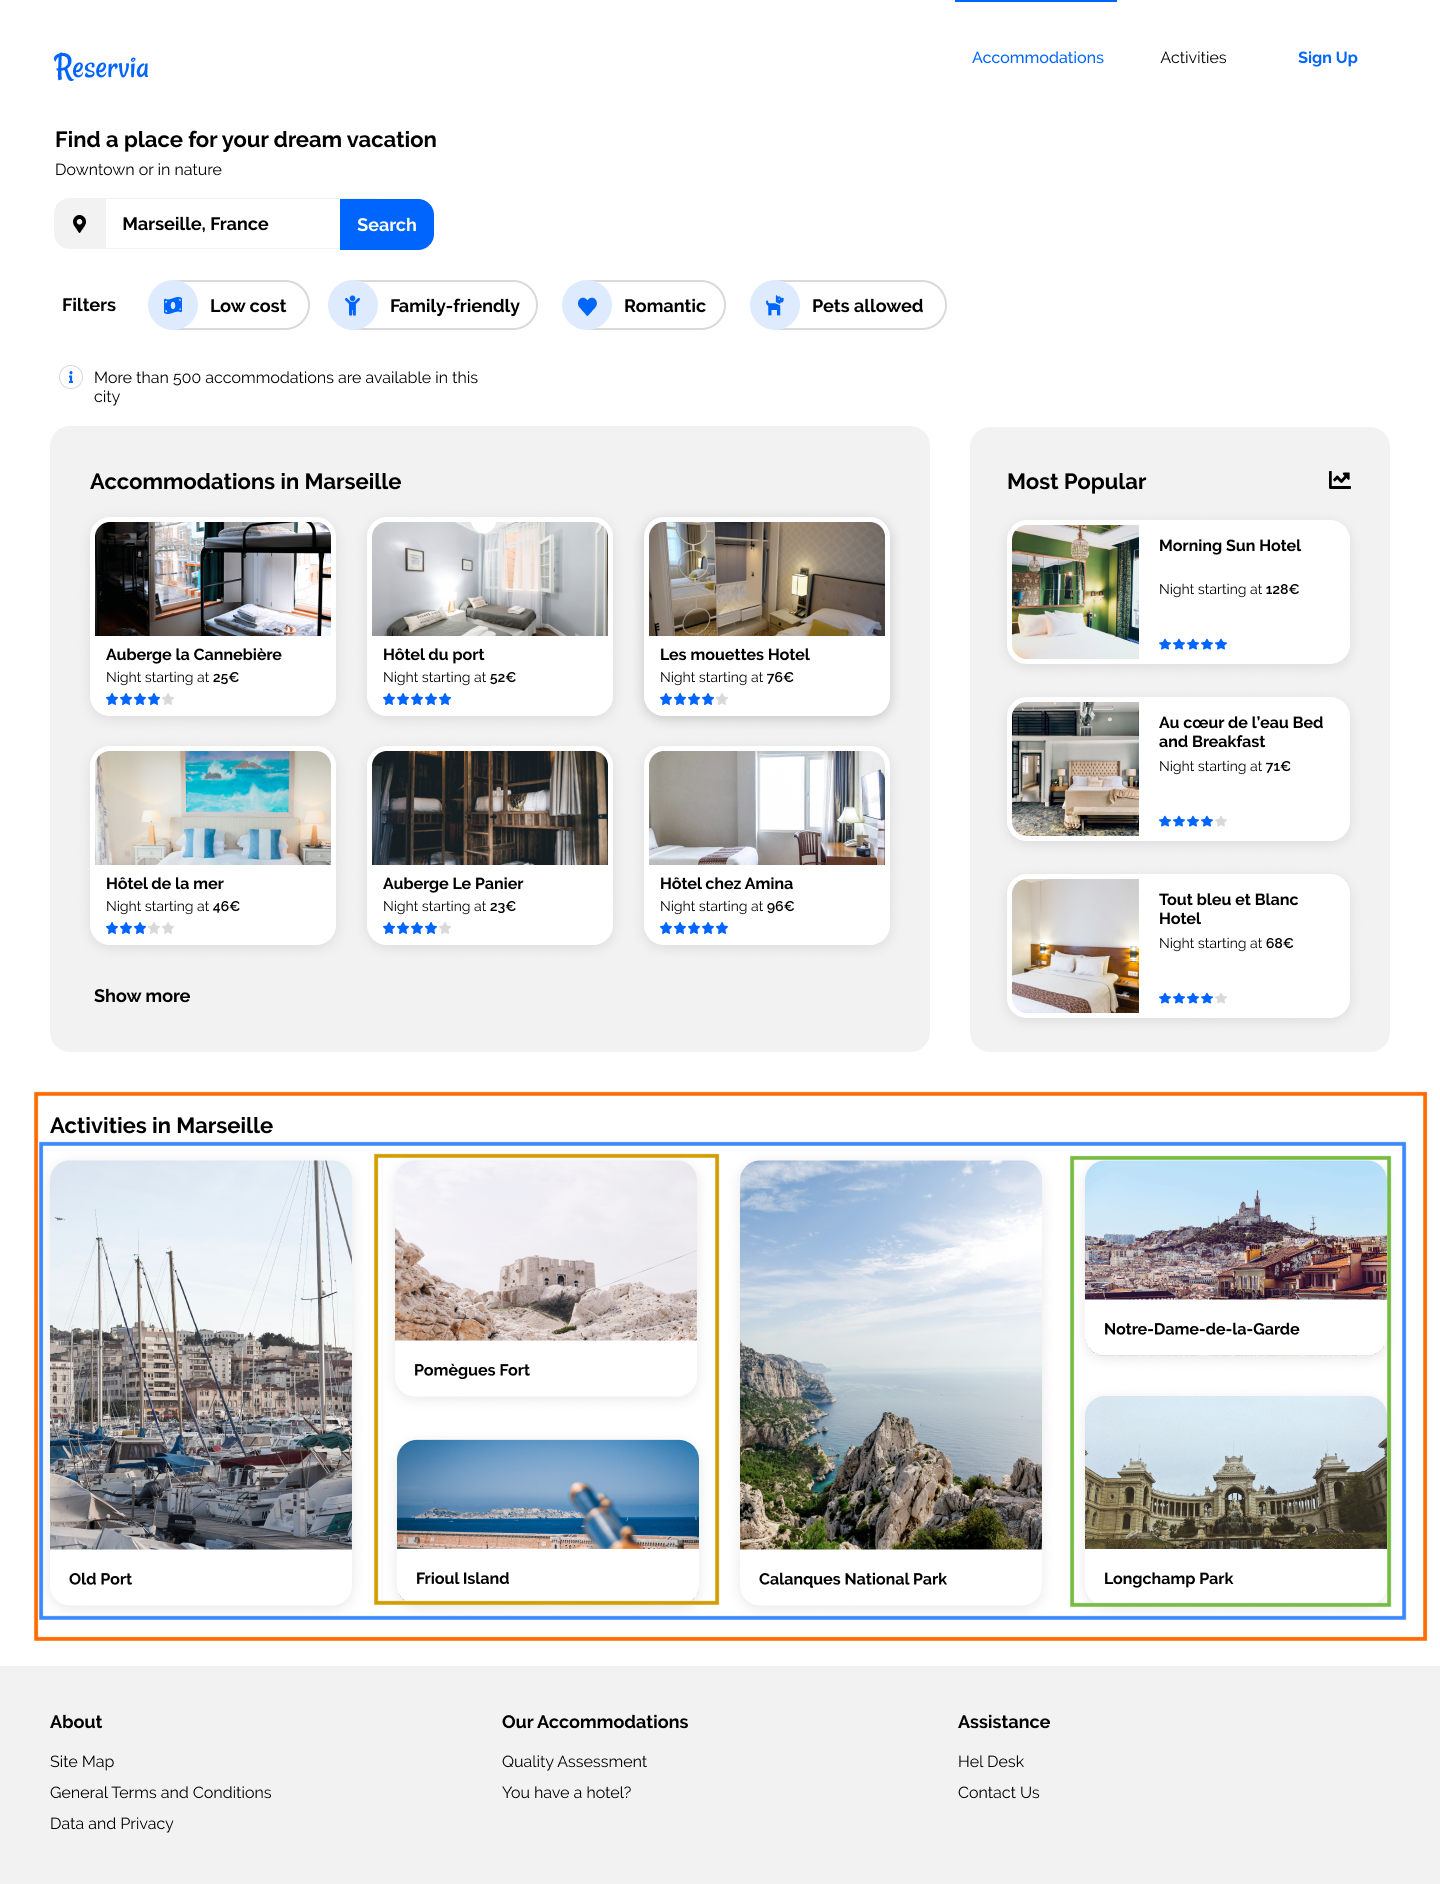 Reservia
Accommodations
Activities
Sign Up
Find a place for your dream vacation
Downtown or in nature
Marseille, France
Search
Filters
Low cost
Family-friendly
Romantic
Pets allowed
More than 500 accommodations are available in this
city
Accommodations in Marseille
Auberge la Cannebière
Night starting at 25€
Hôtel du port
Night starting at 52€
Les mouettes Hotel
Night starting at 76€
Hôtel de la mer
Night starting at 46€
Auberge Le Panier
Night starting at 23€
Hôtel chez Amina
Night starting at 96€
Show more
Most Popular
Morning Sun Hotel
Night starting at 128€
Au cœur de l'eau Bed
and Breakfast
Night starting at 71€
Tout bleu et Blanc
Hotel
Night starting at 68€
Activities in Marseille
Old Port
Pomègues Fort
Frioul Island
Calanques National Park
Notre-Dame-de-la-Garde
Longchamp Park
About
Site Map
General Terms and Conditions
Data and Privacy
Our Accommodations
Quality Assessment
You have a hotel?
Assistance
Hel Desk
Contact Us